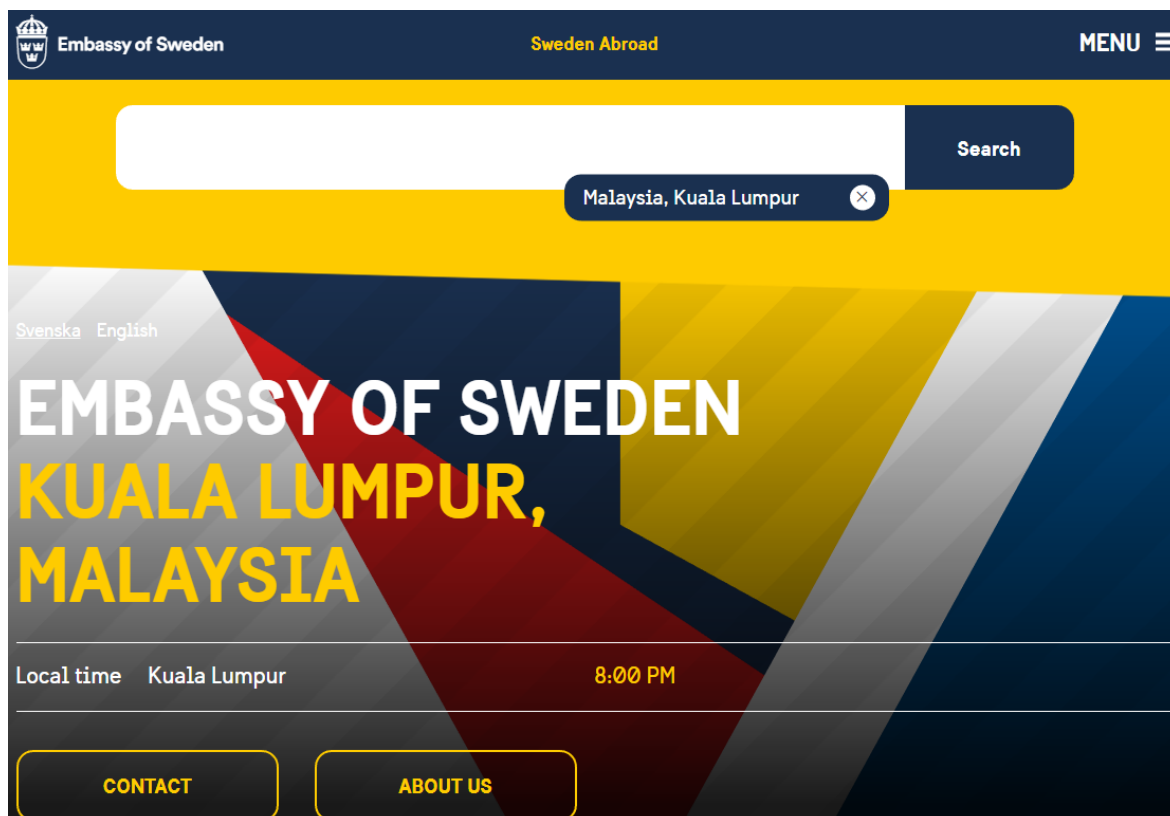 Embassy of Sweden
Sweden Abroad
MENU
Search
Malaysia, Kuala Lumpur
Svenska English
EMBASSY OF SWEDEN
KUALA LUMPUR,
MALAYSIA
Local time Kuala Lumpur 8:00 PM
CONTACT ABOUT US